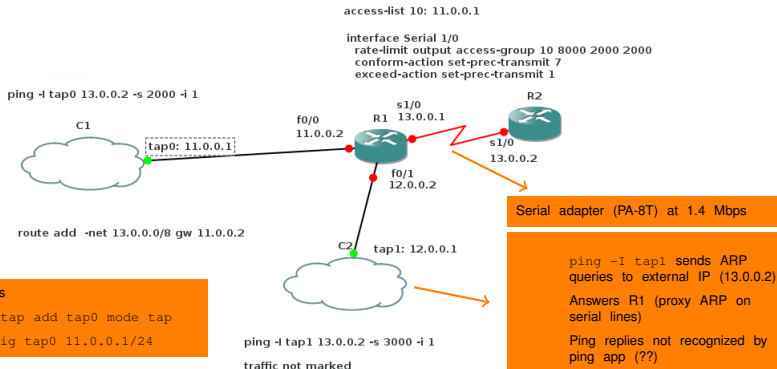 access-list 10: 11.0.0.1
interface Serial 1/0
rate-limit output access-group 10 8000 2000 2000
conform-action set-prec-transmit 7
exceed-action set-prec-transmit 1
ping -I tap0 13.0.0.2 -s 2000 -i 1
C1
tap0: 11.0.0.1
f0/0
11.0.0.2
R1
s1/0
13.0.0.1
R2
s1/0
13.0.0.2
f0/1
12.0.0.2
Serial adapter (PA-8T) at 1.4 Mbps
route add -net 13.0.0.0/8 gw 11.0.0.2
C2
tap1: 12.0.0.1
ping -I tap1 sends ARP
queries to external IP (13.0.0.2)
Answers R1 (proxy ARP on
serial lines)
Ping replies not recognized by
ping app (??)
s
tap add tap0 mode tap
ig tap0 11.0.0.1/24
ping -I tap1 13.0.0.2 -s 3000 -i 1
traffic not marked